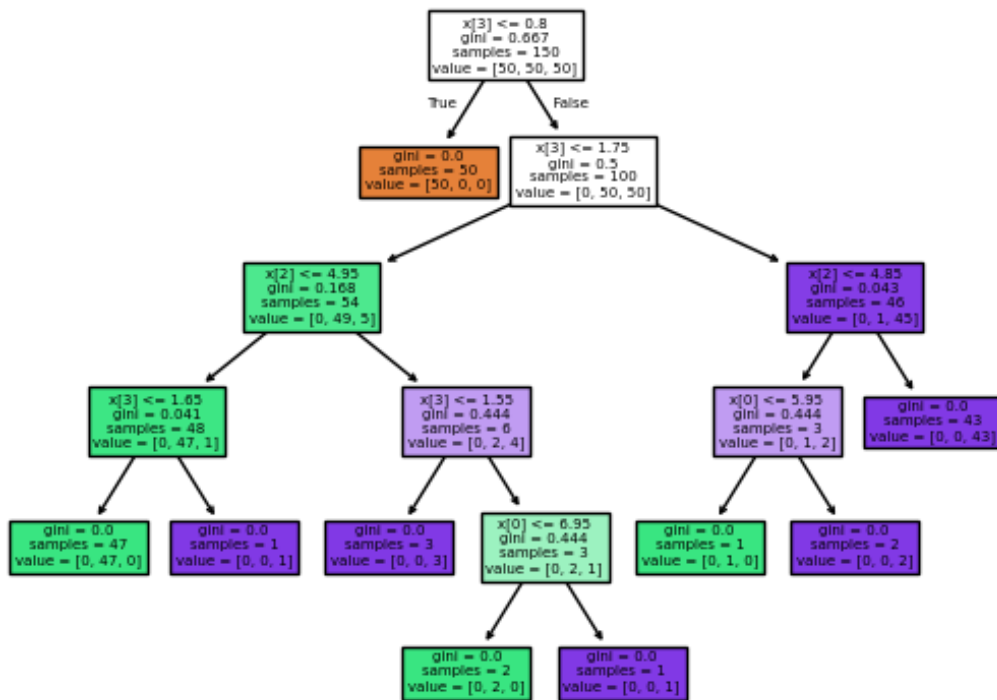 x[3] <= 0.8
gini = 0.667
samples = 150
value = [50, 50, 50]
True
False
gini = 0.0
samples = 50
value = [50, 0, 0]
x[3] <= 1.75
gini = 0.5
samples = 100
value = [0, 50, 50]
x[2] <= 4.95
gini = 0.168
samples = 54
value = [0, 49, 5]
x[2] <= 4.85
gini = 0.043
samples = 46
value = [0, 1, 45]
x[3] <= 1.65
gini = 0.041
samples = 48
value = [0, 47, 1]
x[3] <= 1.55
gini = 0.444
samples = 6
value = [0, 2, 4]
x[0] <= 5.95
gini = 0.444
samples = 3
value = [0, 1, 2]
gini = 0.0
samples = 43
value = [0, 0, 43]
gini = 0.0
samples = 47
value = [0, 47, 0]
gini = 0.0
samples = 1
value = [0, 0, 1]
gini = 0.0
samples = 3
value = [0, 0, 3]
x[0] <= 6.95
gini = 0.444
samples = 3
value = [0, 2, 1]
gini = 0.0
samples = 1
value = [0, 1, 0]
gini = 0.0
samples = 2
value = [0, 0, 2]
gini = 0.0
samples = 2
value = [0, 2, 0]
gini = 0.0
samples = 1
value = [0, 0, 1]